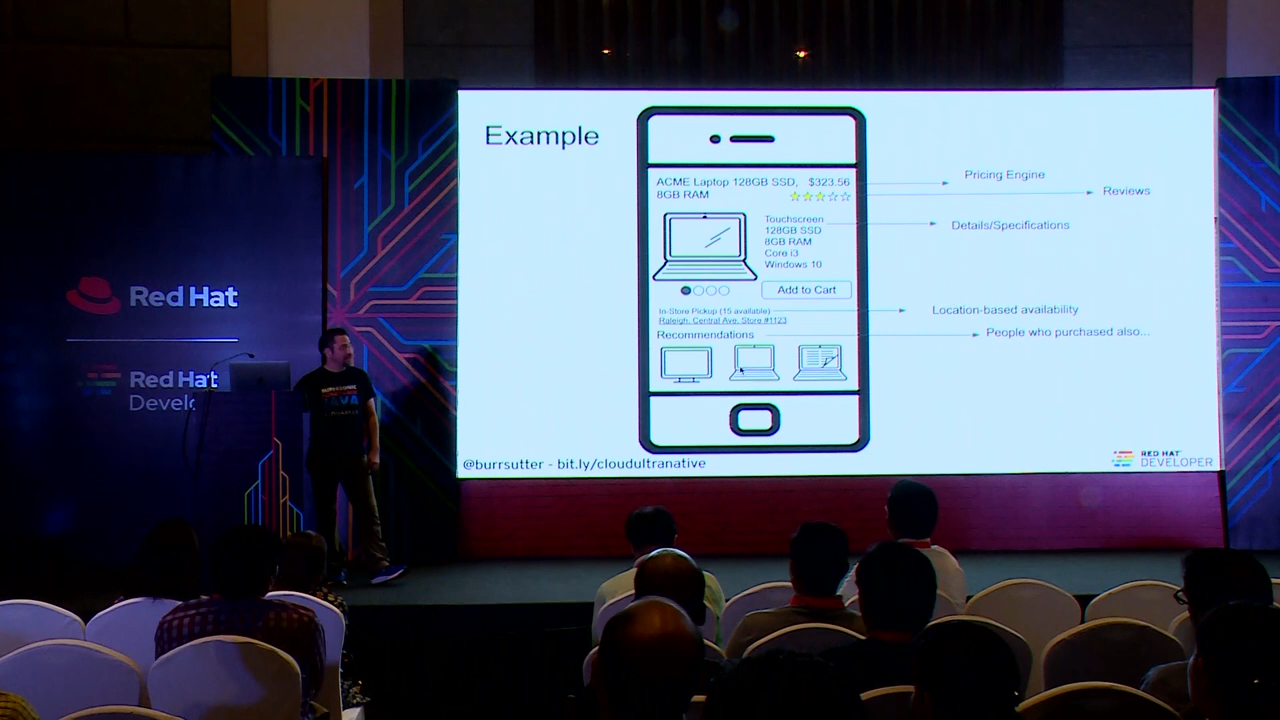 Example
ACME Laptop 128GB SSD, $323.56
8GB RAM
Touchscreen
128GB SSD
8GB RAM
Core i3
Windows 10
Add to Cart
In-Store Pickup (15 available)
Raleigh, Central Ave, Store #1123
Recommendations
Pricing Engine
Reviews
Details/Specifications
Location-based availability
People who purchased also...
@burrsutter - bit.ly/cloudultranative
RED HAT
DEVELOPER
Red Hat
Red Hat
Develo
JAVA